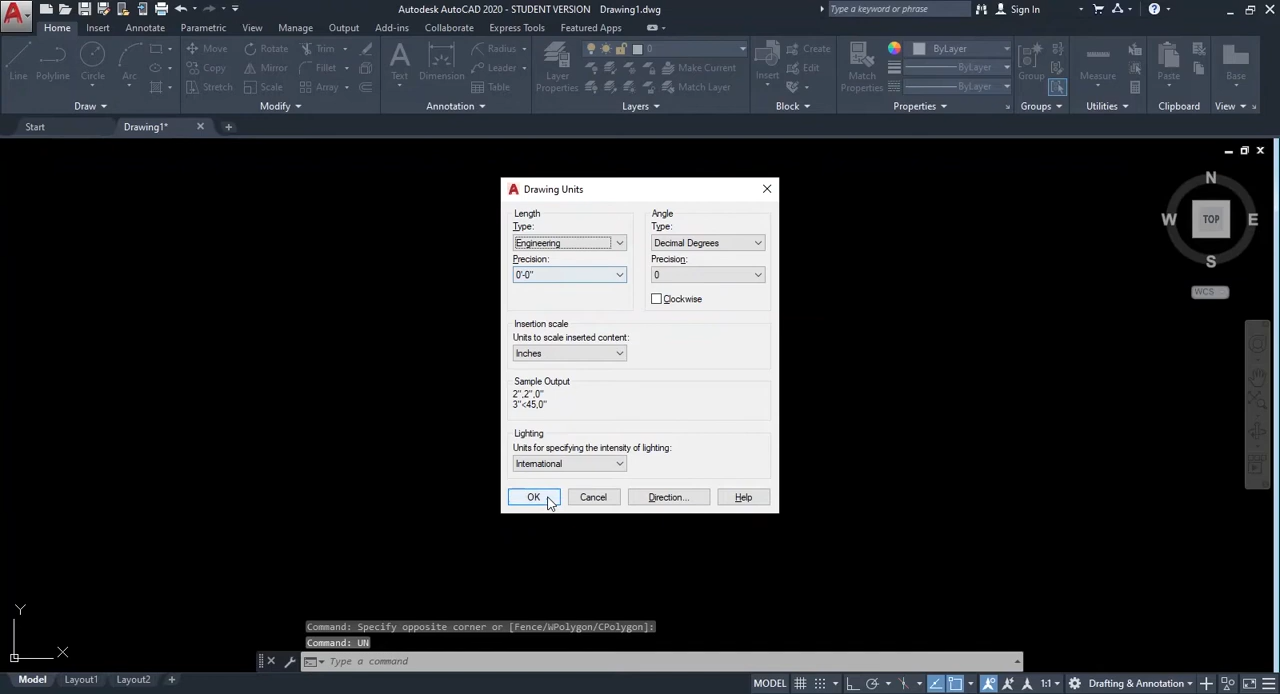 Autodesk AutoCAD 2020 - STUDENT VERSION Drawing1.dwg
Type a keyword or phrase
Sign In
Home Insert Annotate Parametric View Manage Output Add-ins Collaborate Express Tools Featured Apps
Line Polyline Circle Arc
Move Rotate Trim
Copy Mirror Fillet
Stretch Scale Array
Text Dimension
Radius
Leader
Table
Layer Properties
0
Make Current
Match Layer
Insert
Create
Edit
Match Properties
ByLayer
ByLayer
ByLayer
Group
Measure
Paste
Base
Draw Modify Annotation Layers Block Properties Groups Utilities Clipboard View
Start Drawing1*
N
W TOP E
S
WCS
Drawing Units
Length
Type:
Engineering
Precision:
0'-0"
Angle
Type:
Decimal Degrees
Precision:
0
Clockwise
Insertion scale
Units to scale inserted content:
Inches
Sample Output
2",2",0"
3"<45,0"
Lighting
Units for specifying the intensity of lighting:
International
OK Cancel Direction... Help
Y
X
Command: Specify opposite corner or [Fence/WPolygon/CPolygon]:
Command: UN
Type a command
Model Layout1 Layout2
MODEL
1:1
Drafting & Annotation